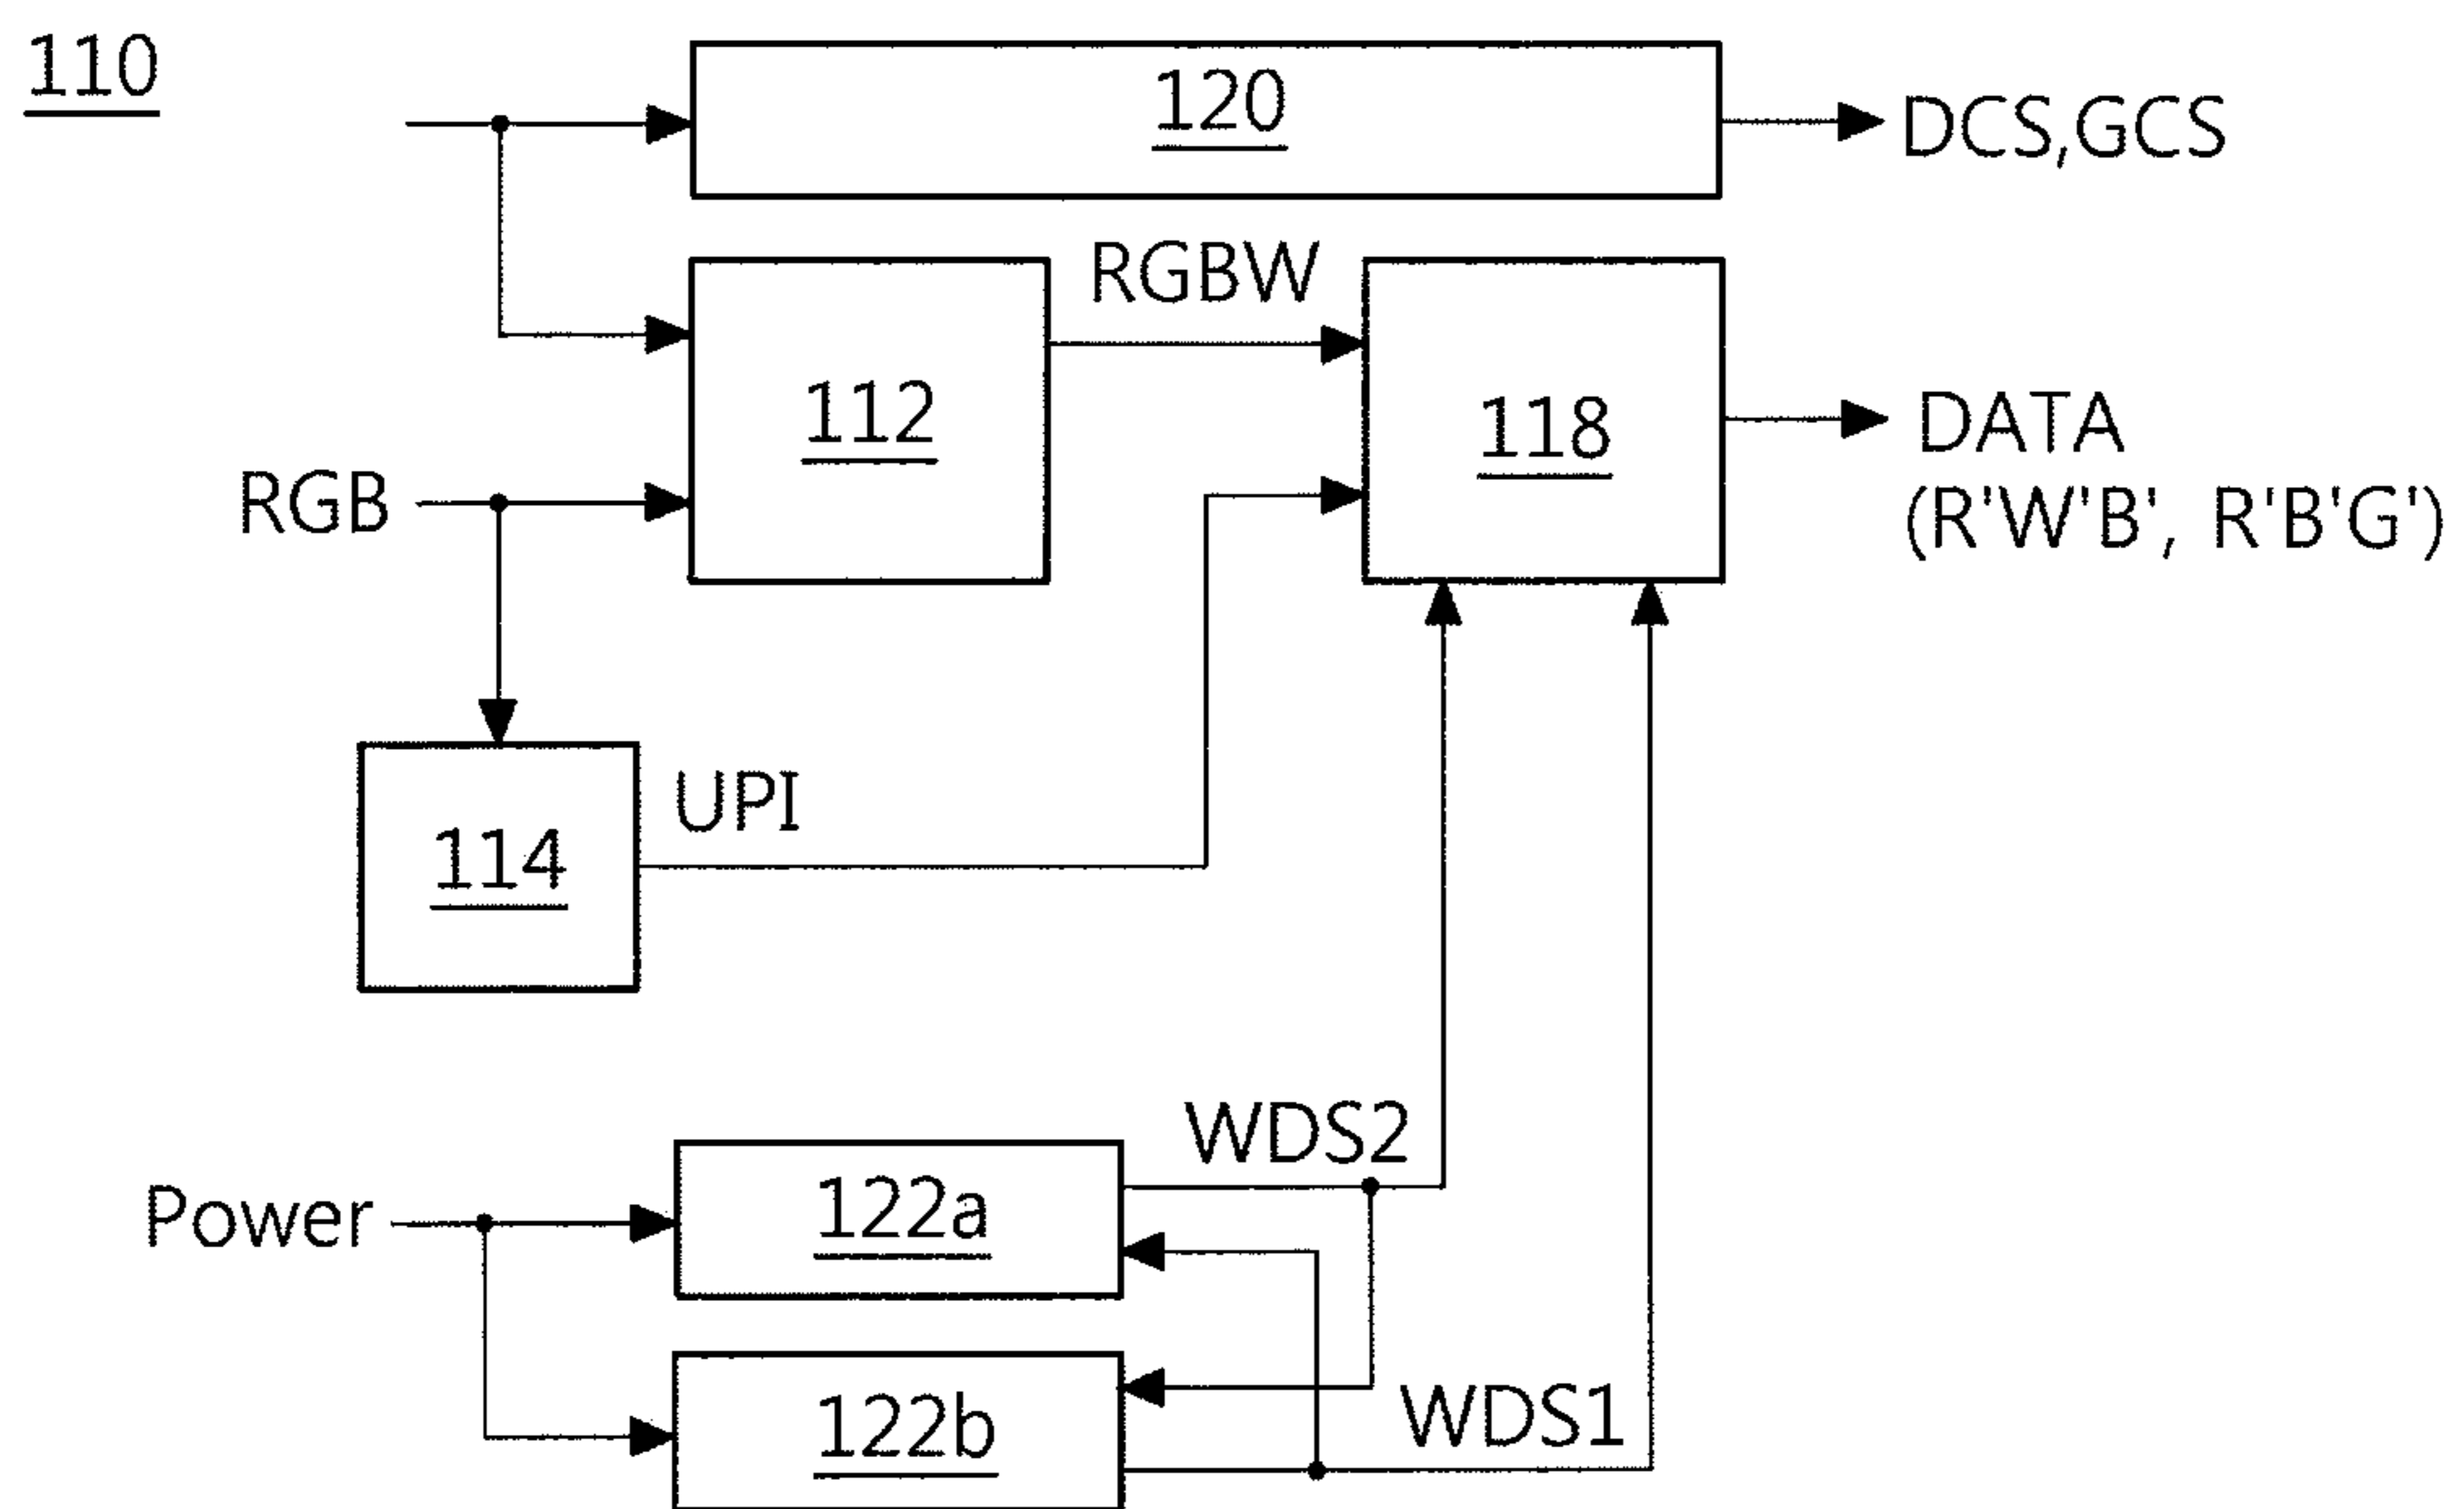 110
120
DCS,GCS
RGBW
112
118
DATA
(R'W'B', R'B'G')
RGB
UPI
114
WDS2
Power
122a
122b
WDS1